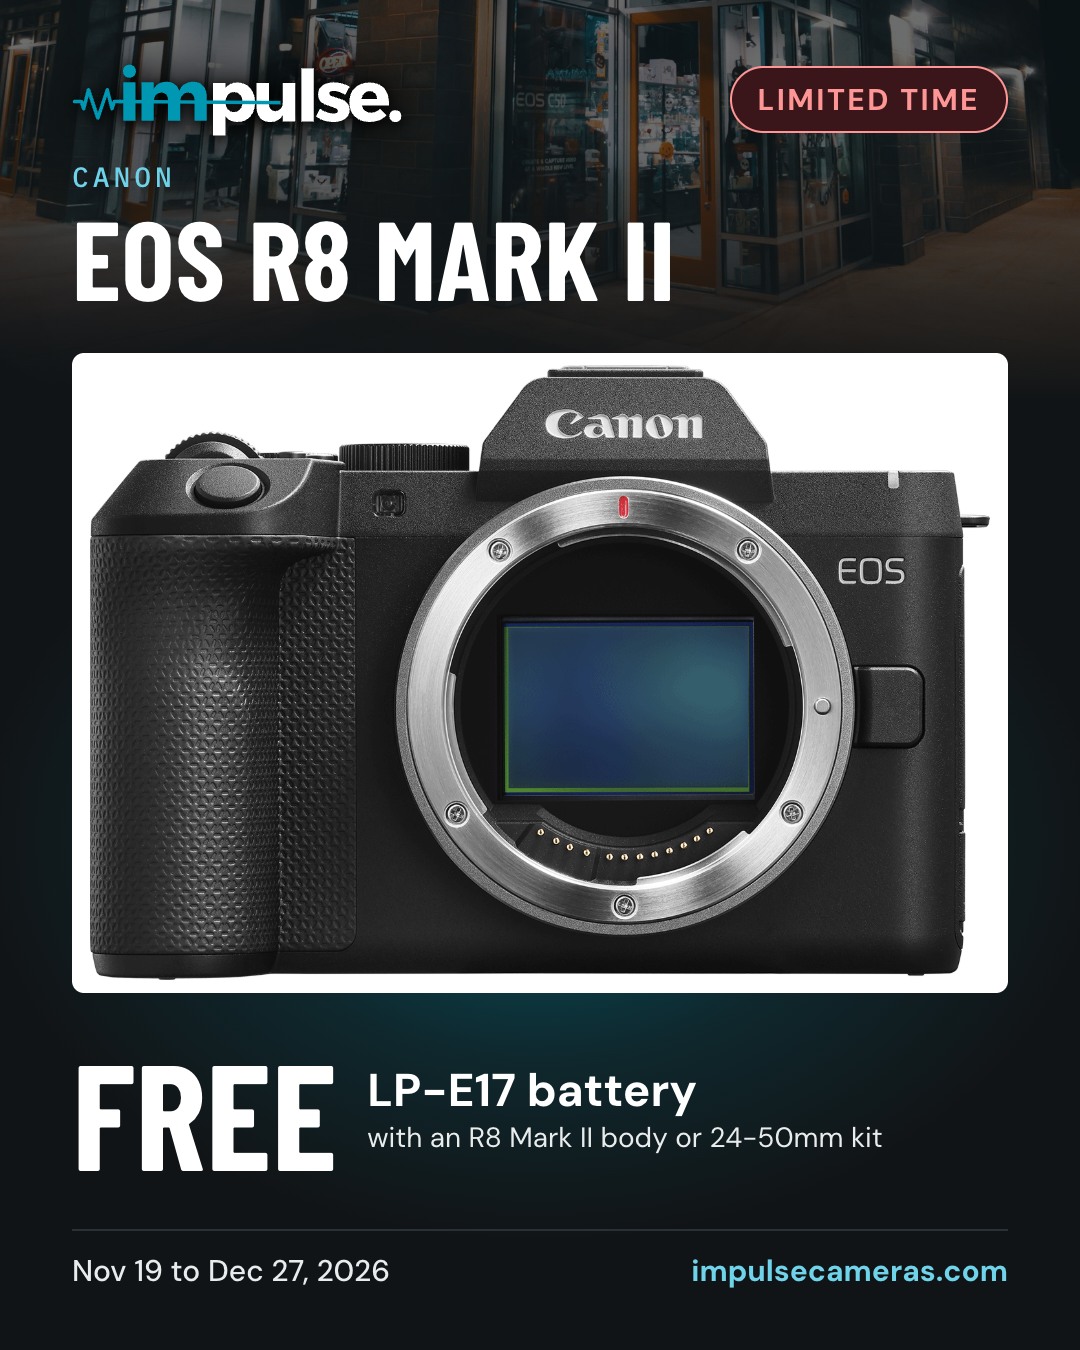 impulse.
LIMITED TIME
CANON
EOS R8 MARK II
Canon
EOS
FREE
LP-E17 battery
with an R8 Mark II body or 24-50mm kit
Nov 19 to Dec 27, 2026
impulsecameras.com